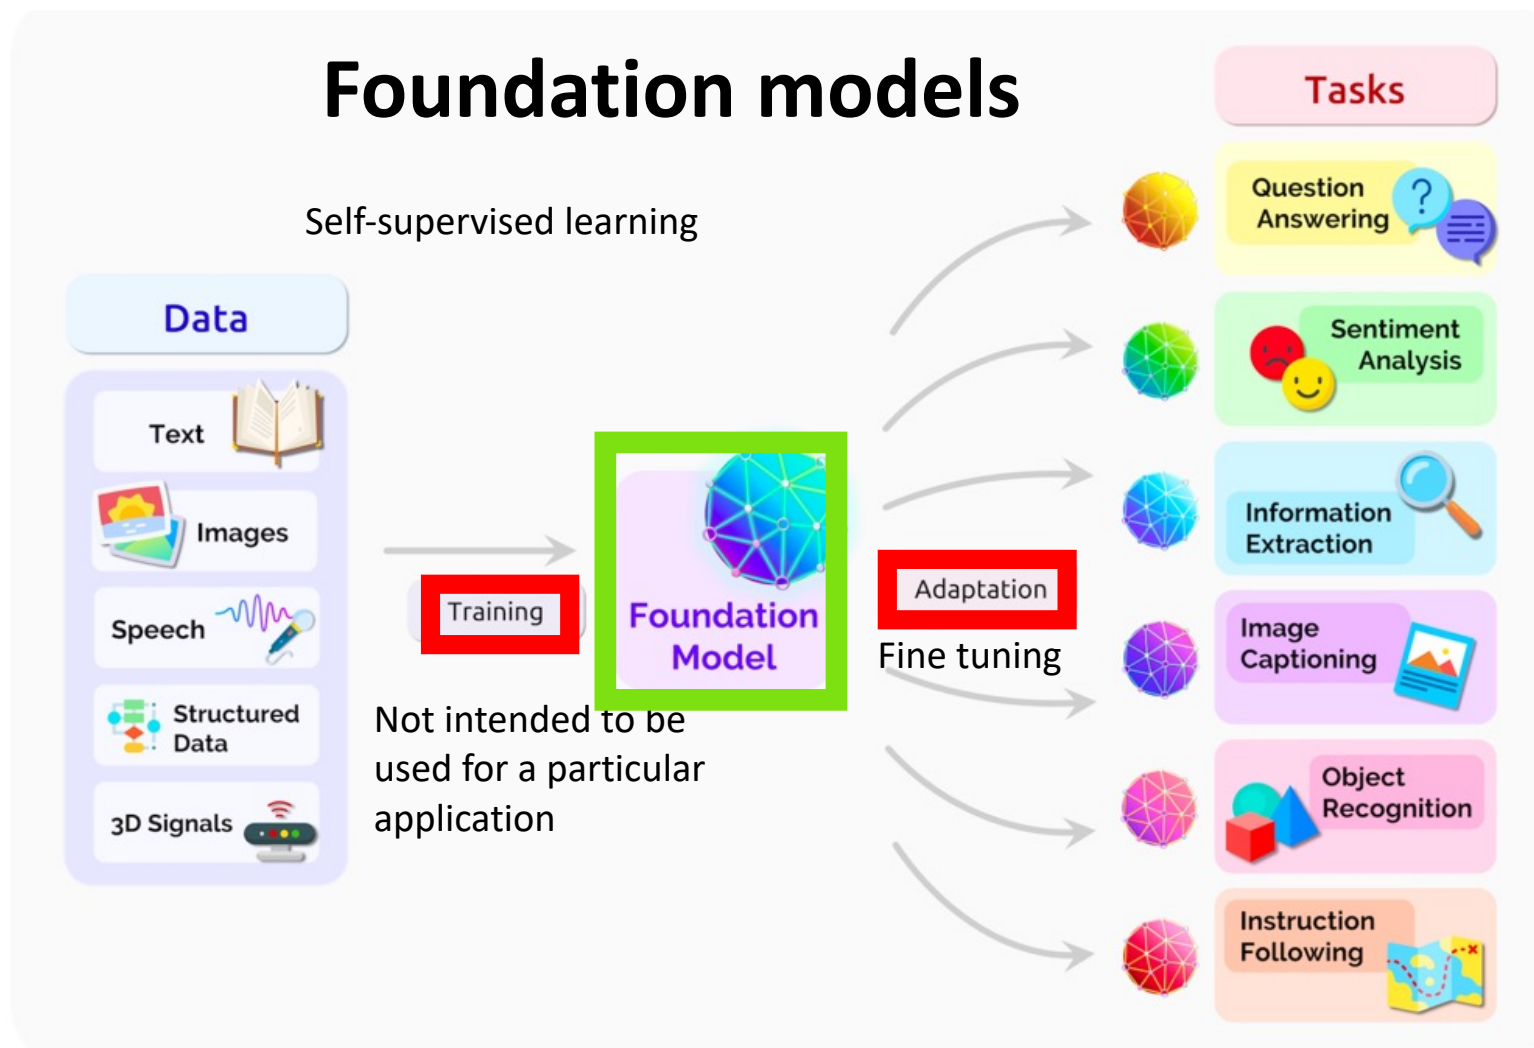 Foundation models
Self-supervised learning
Data
Text
Images
Speech
Structured
Data
3D Signals
Training
Not intended to be
used for a particular
application
Foundation
Model
Adaptation
Fine tuning
Tasks
Question
Answering
?
Sentiment
Analysis
Information
Extraction
Image
Captioning
Object
Recognition
Instruction
Following